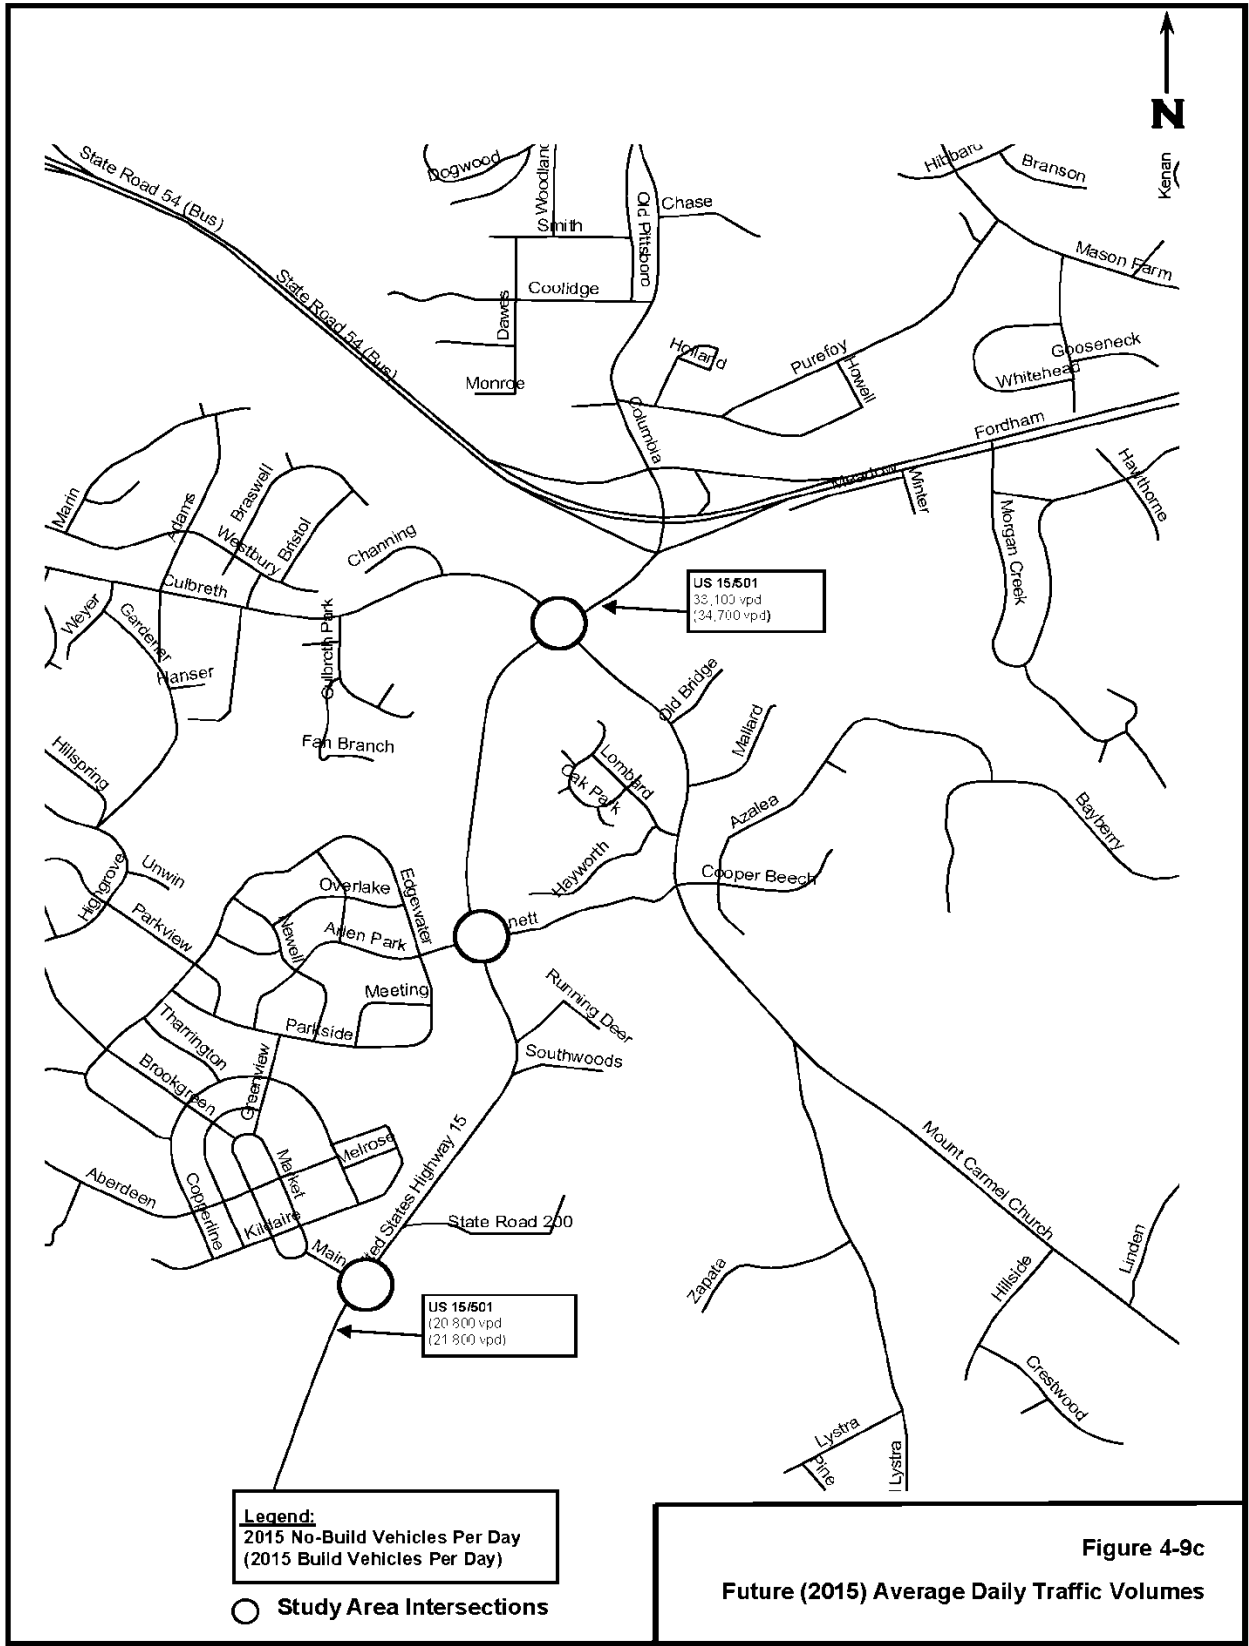 N
Kenan
State Road 54 (Bus)
Dogwood
Woodland
Old Pittsboro
Chase
Hibbard
Branson
Smith
Mason Farm
State Road 54 (Bus)
Coolidge
Dawes
Holland
Purefoy
Howell
Gooseneck
Whitehead
Monroe
Columbia
Fordham
Meadow
Winter
Hawthorne
Marin
Adams
Braswell
Bristol
Westbury
Channing
Morgan Creek
Culbreth
Weyer
Gardener
Culbreth Park
US 15/501
33,100 vpd
(34,700 vpd)
Hanser
Old Bridge
Mallard
Fan Branch
Hillspring
Lombard
Oak Park
Azalea
Bayberry
Hayworth
Cooper Beech
Highgrove
Unwin
Overlake
Edgewater
Parkview
Newell
Arlen Park
nett
Meeting
Running Deer
Tharrington
Parkside
Southwoods
Brookgreen
Greenview
Mount Carmel Church
Market
Melrose
ted States Highway 15
Aberdeen
Copperline
Kildaire
State Road 200
Main
Zapata
Hillside
Linden
US 15/501
(20 800 vpd
(21 800 vpd)
Crestwood
Lystra
Pine
Lystra
Legend:
2015 No-Build Vehicles Per Day
(2015 Build Vehicles Per Day)
Study Area Intersections
Figure 4-9c
Future (2015) Average Daily Traffic Volumes